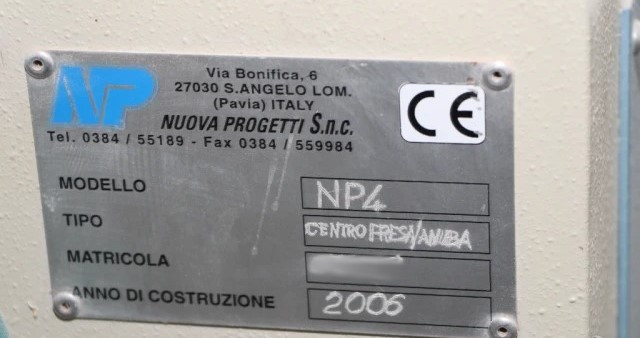 NP
Via Bonifica, 6
27030 S.ANGELO LOM.
(Pavia) ITALY
NUOVA PROGETTI S.n.c.
Tel. 0384 / 55189 - Fax 0384 / 559984
CE
MODELLO NP4
TIPO CENTRO FRESA/ANUBA
MATRICOLA
ANNO DI COSTRUZIONE 2006